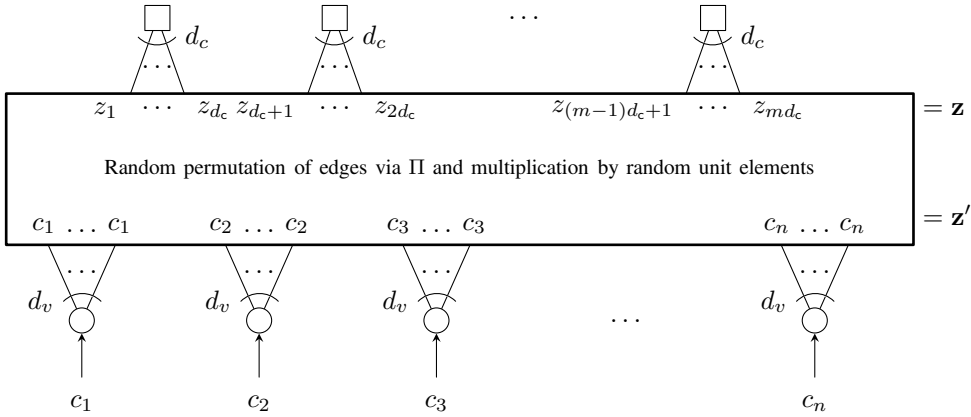 . . .
d_c d_c d_c
. . . . . . . . .
z_1 . . . z_{d_c} z_{d_c+1} . . . z_{2d_c} z_{(m−1)d_c+1} . . . z_{md_c} = z
Random permutation of edges via Π and multiplication by random unit elements
c_1 . . . c_1 c_2 . . . c_2 c_3 . . . c_3 c_n . . . c_n = z′
. . . . . . . . . . . .
d_v d_v d_v d_v
. . .
c_1 c_2 c_3 c_n